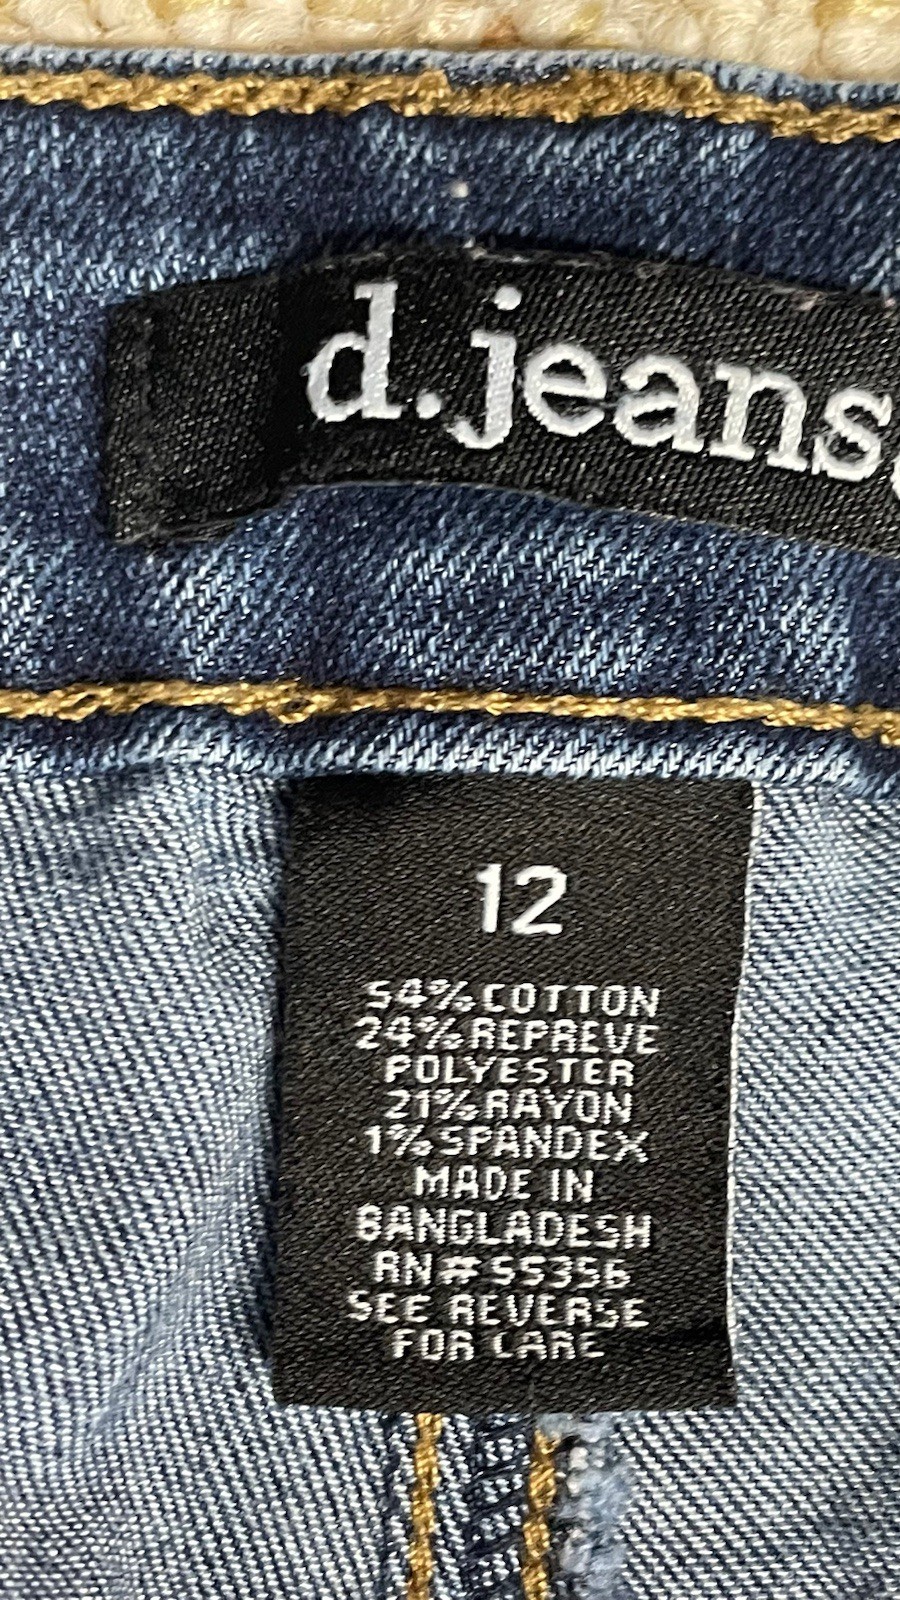 d.jeans
12
54% COTTON
24% REPREVE
POLYESTER
21% RAYON
1% SPANDEX
MADE IN
BANGLADESH
RN# 55356
SEE REVERSE
FOR CARE